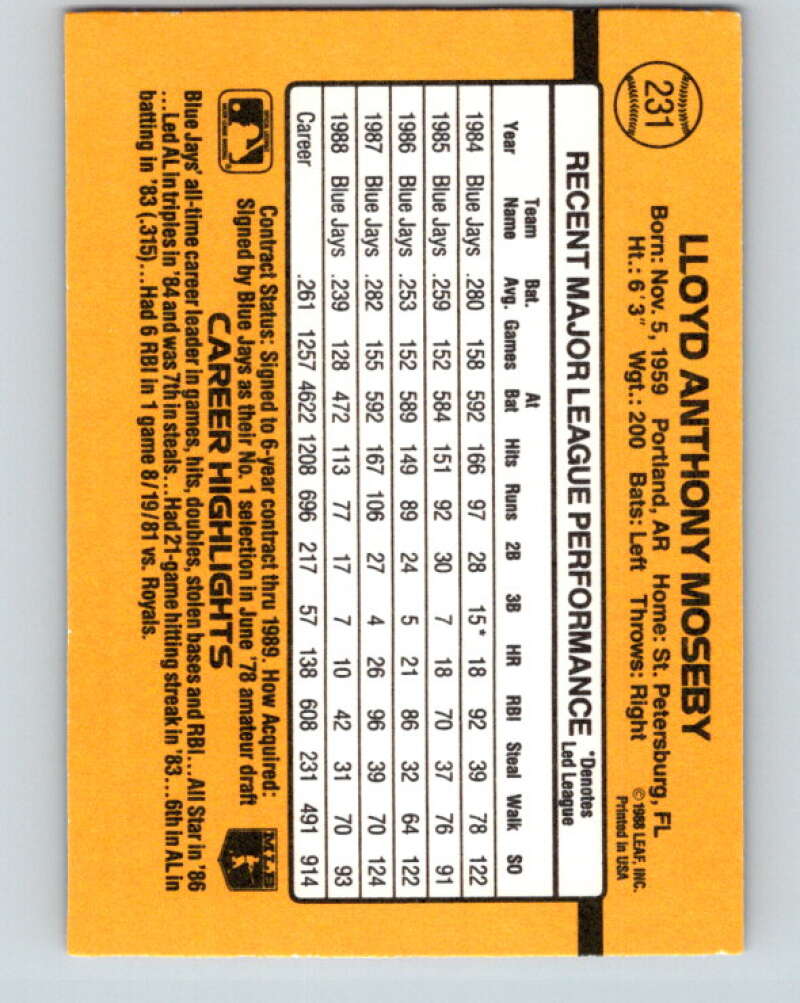 231
LLOYD ANTHONY MOSEBY
Born: Nov. 5, 1959 Portland, AR Home: St. Petersburg, FL
Ht.: 6'3" Wgt.: 200 Bats: Left Throws: Right
©1988 LEAF, INC.
Printed in USA
RECENT MAJOR LEAGUE PERFORMANCE *Denotes Led League
Year Team Name Bat. Avg. Games At Bat Hits Runs 2B 3B HR RBI Steal Walk SO
1984 Blue Jays .280 158 592 166 97 28 15* 18 92 39 78 122
1985 Blue Jays .259 152 584 151 92 30 7 18 70 37 76 91
1986 Blue Jays .253 152 589 149 89 24 5 21 86 32 64 122
1987 Blue Jays .282 155 592 167 106 27 4 26 96 39 70 124
1988 Blue Jays .239 128 472 113 77 17 7 10 42 31 70 93
Career .261 1257 4622 1208 696 217 57 138 608 231 491 914
Contract Status: Signed to 6-year contract thru 1989. How Acquired:
Signed by Blue Jays as their No. 1 selection in June '78 amateur draft
MLB
CAREER HIGHLIGHTS
Blue Jays' all-time career leader in games, hits, doubles, stolen bases and RBI...All Star in '86
...Led AL in triples in '84 and was 7th in steals...Had 21-game hitting streak in '83...6th in AL in
batting in '83 (.315)...Had 6 RBI in 1 game 8/19/81 vs. Royals.